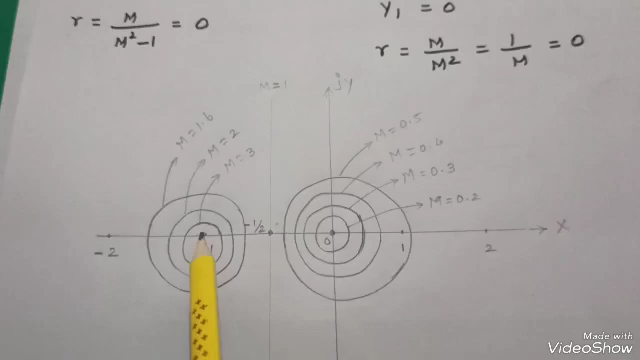 r = M / M²-1 = 0
Y₁ = 0
r = M / M² = 1 / M = 0
M=1.6
M=2
M=3
M=1
jy
M=0.5
M=0.4
M=0.3
M=0.2
-2
-1/2
0
1
2
X
Made with
VideoShow